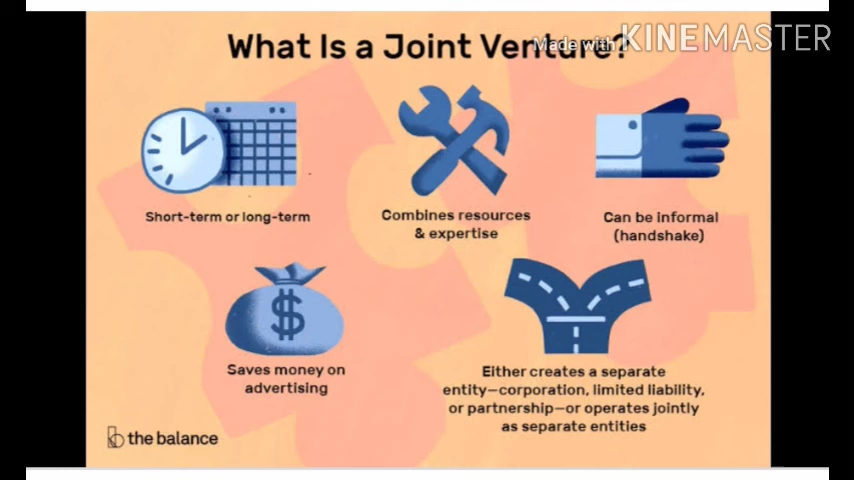 What Is a Joint Venture?
Made with KINEMASTER
Short-term or long-term
Combines resources
& expertise
Can be informal
(handshake)
$
Saves money on
advertising
Either creates a separate
entity—corporation, limited liability,
or partnership—or operates jointly
as separate entities
the balance